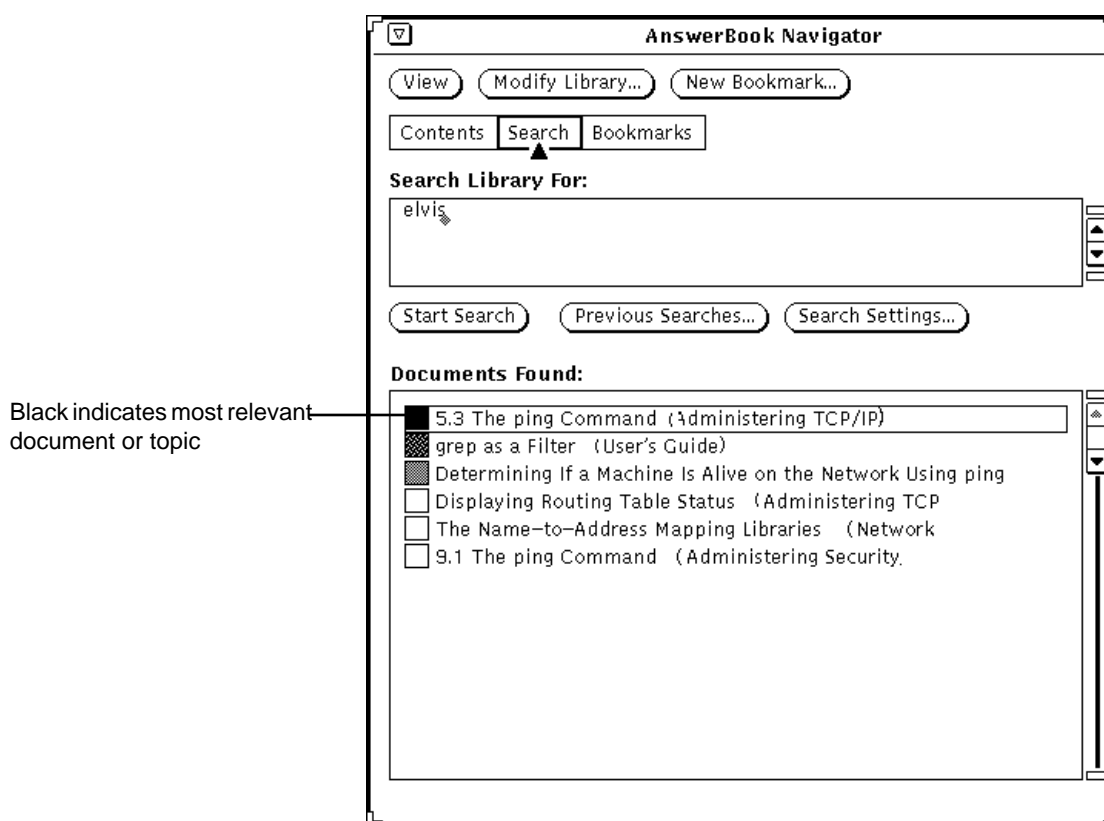 AnswerBook Navigator
View Modify Library... New Bookmark...
Contents Search Bookmarks
Search Library For:
elvis
Start Search Previous Searches... Search Settings...
Documents Found:
Black indicates most relevant
document or topic
5.3 The ping Command (Administering TCP/IP)
grep as a Filter (User's Guide)
Determining If a Machine Is Alive on the Network Using ping
Displaying Routing Table Status (Administering TCP
The Name-to-Address Mapping Libraries (Network
9.1 The ping Command (Administering Security,